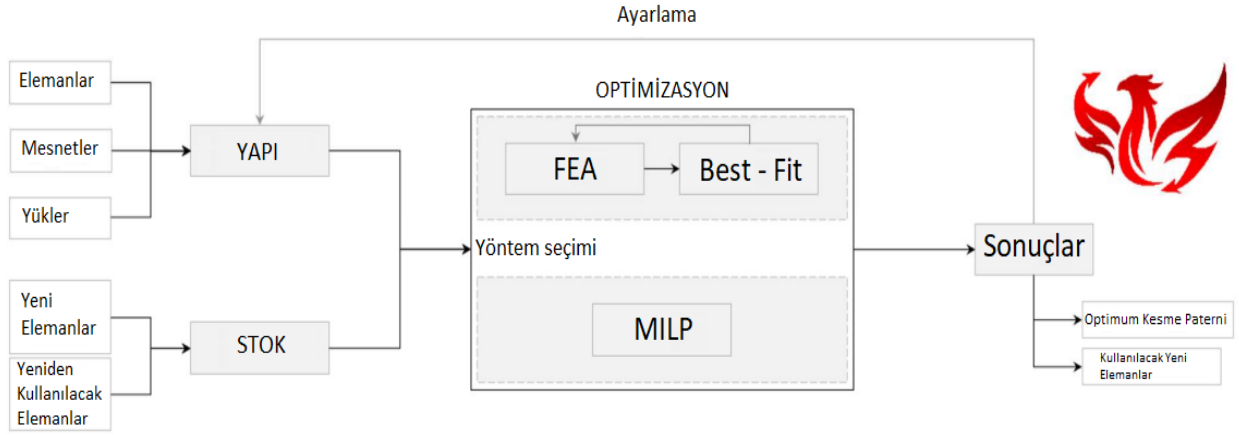 Ayarlama
Elemanlar
Mesnetler
Yükler
YAPI
OPTİMİZASYON
FEA
Best - Fit
Yöntem seçimi
MILP
Yeni
Elemanlar
Yeniden
Kullanılacak
Elemanlar
STOK
Sonuçlar
Optimum Kesme Paterni
Kullanılacak Yeni
Elemanlar